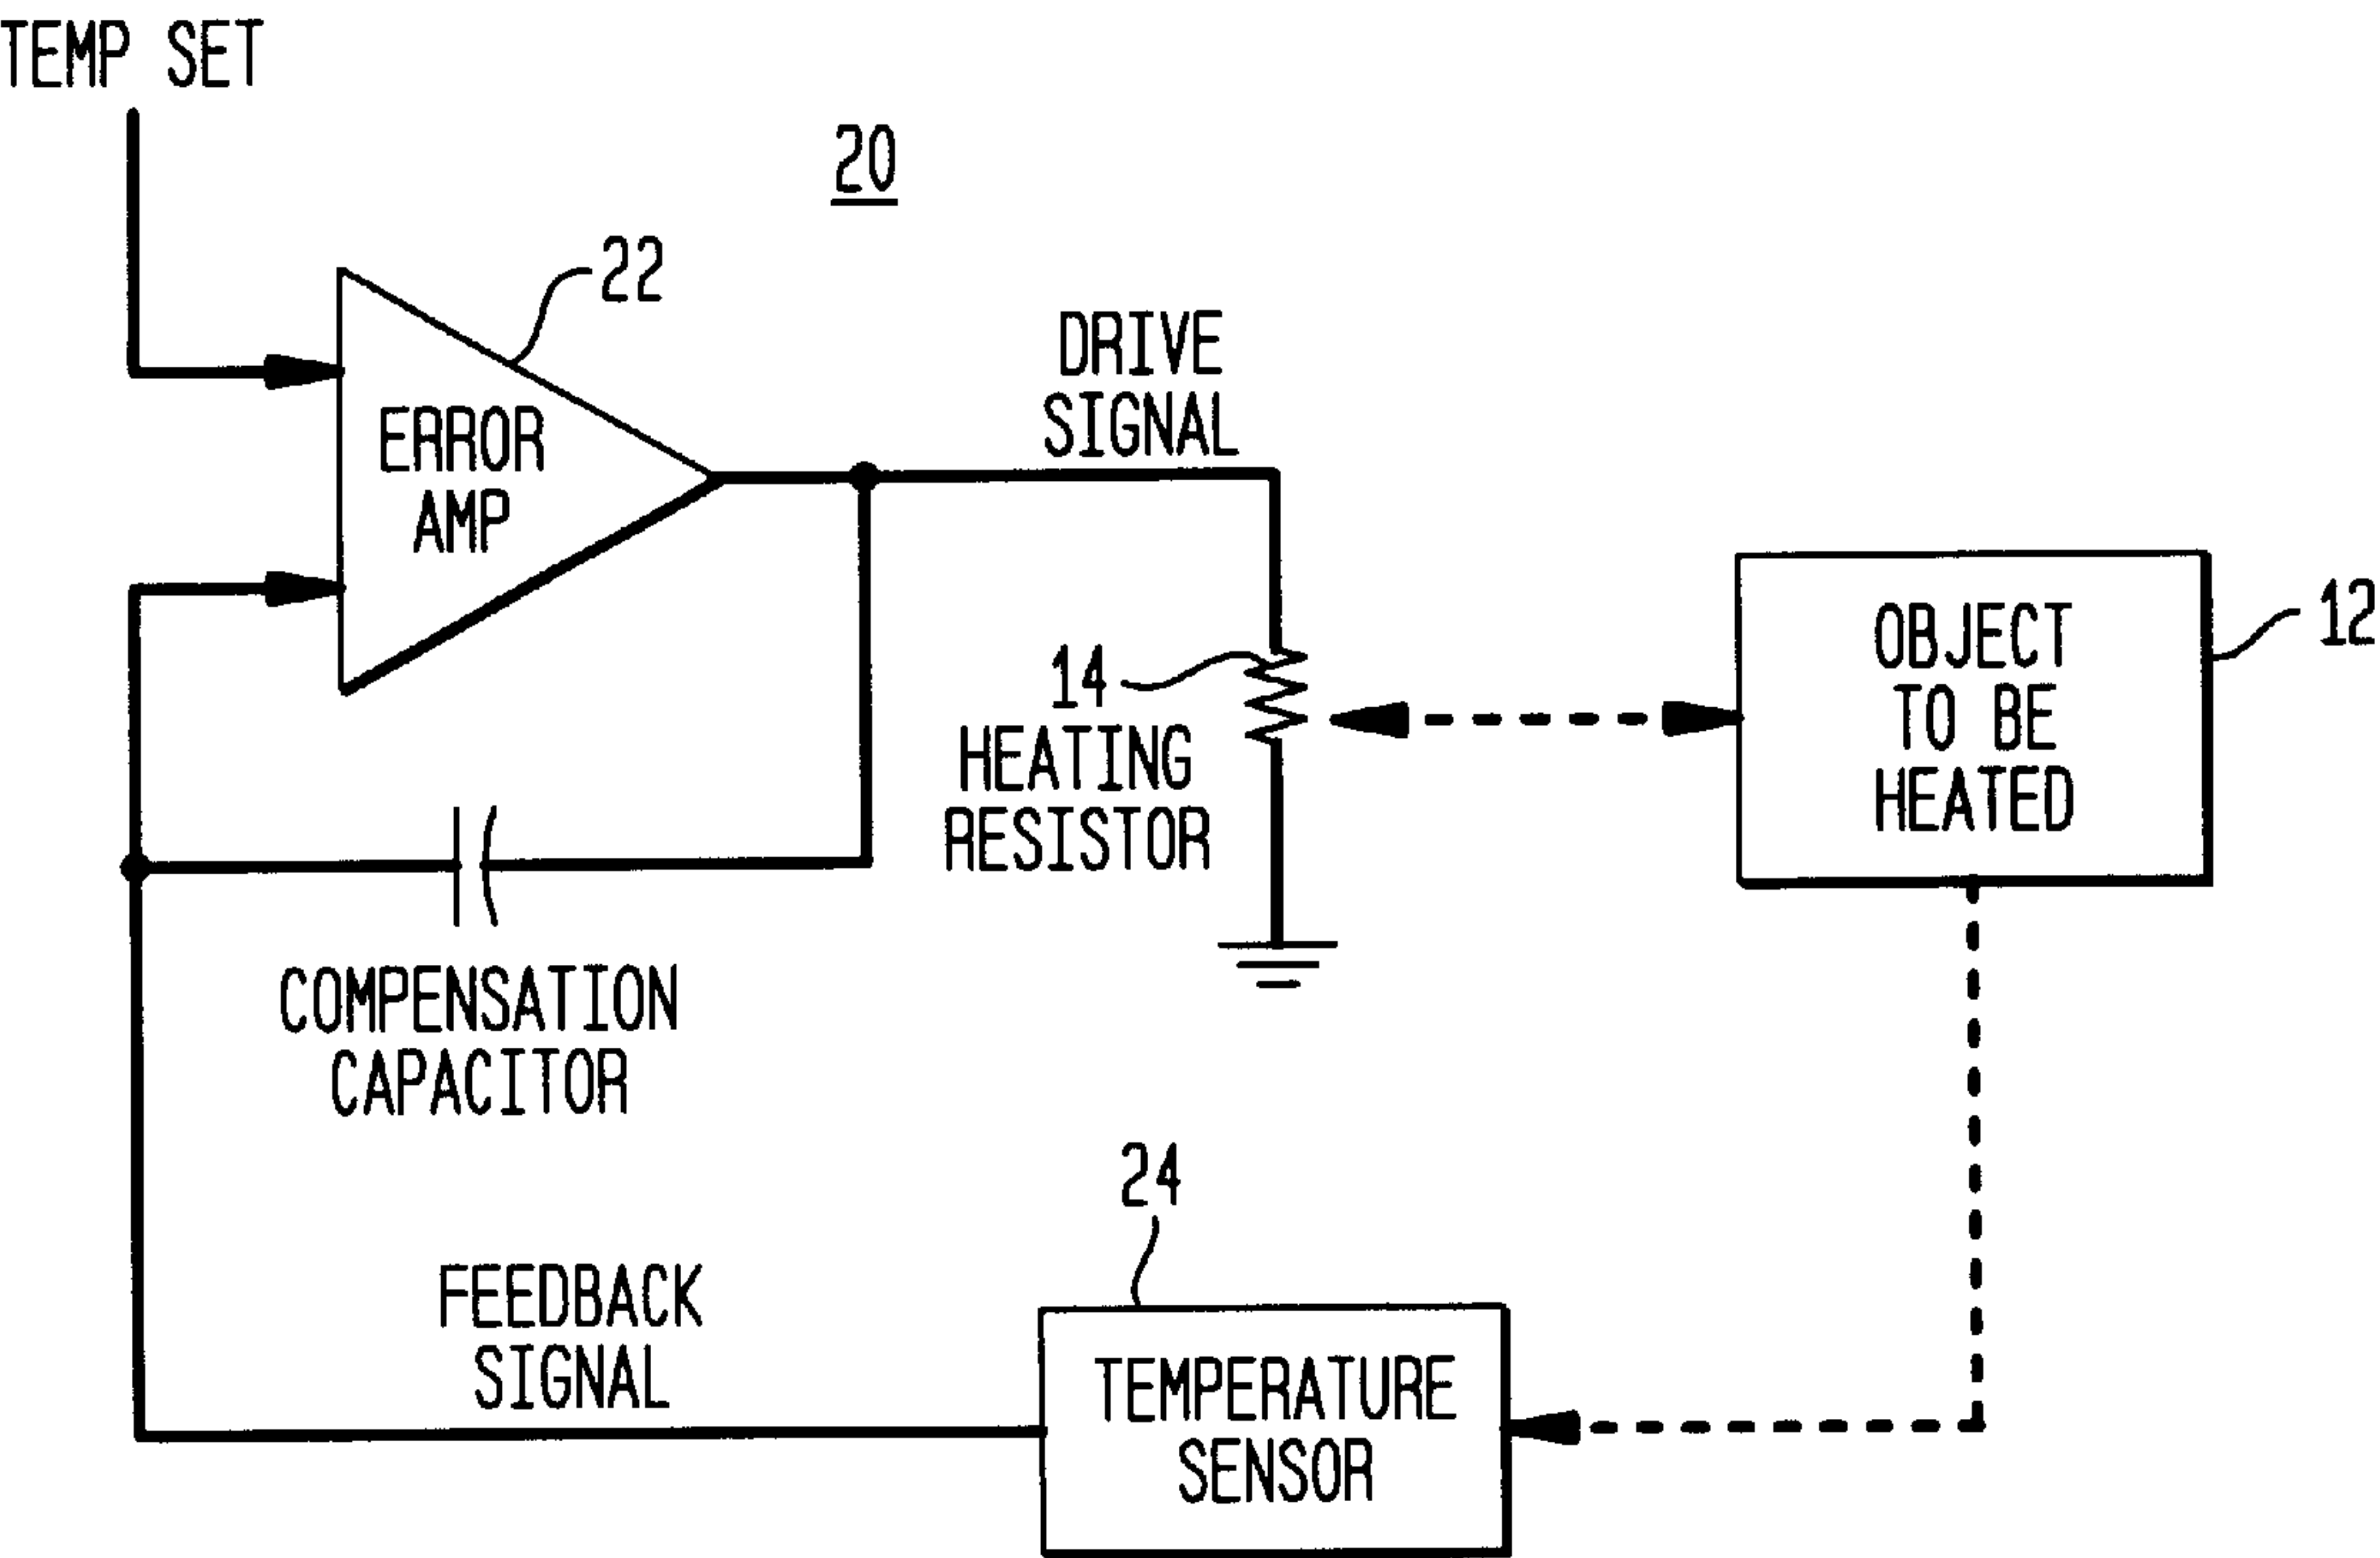 TEMP SET
20
22
ERROR
AMP
DRIVE
SIGNAL
14
HEATING
RESISTOR
OBJECT
TO BE
HEATED
12
COMPENSATION
CAPACITOR
24
FEEDBACK
SIGNAL
TEMPERATURE
SENSOR